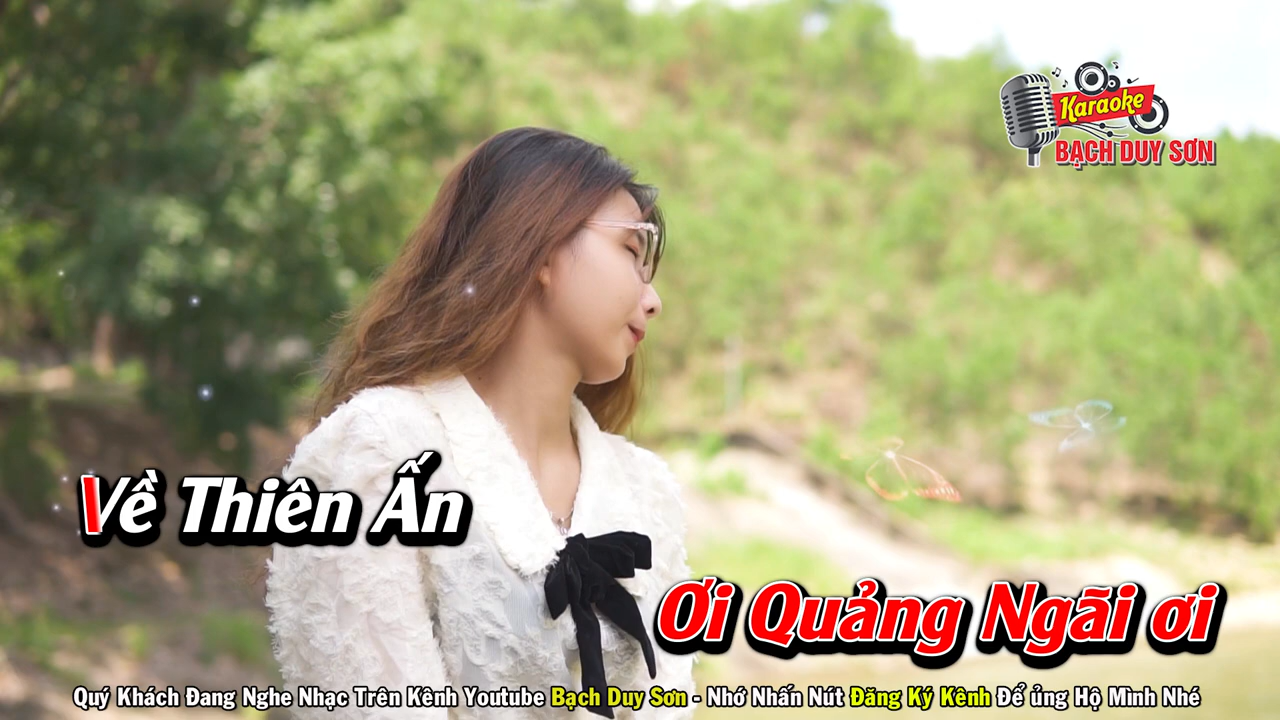 Karaoke
BẠCH DUY SƠN
Về Thiên Ấn
Ơi Quảng Ngãi ơi
Quý Khách Đang Nghe Nhạc Trên Kênh Youtube Bạch Duy Sơn - Nhớ Nhấn Nút Đăng Ký Kênh Để ủng Hộ Mình Nhé